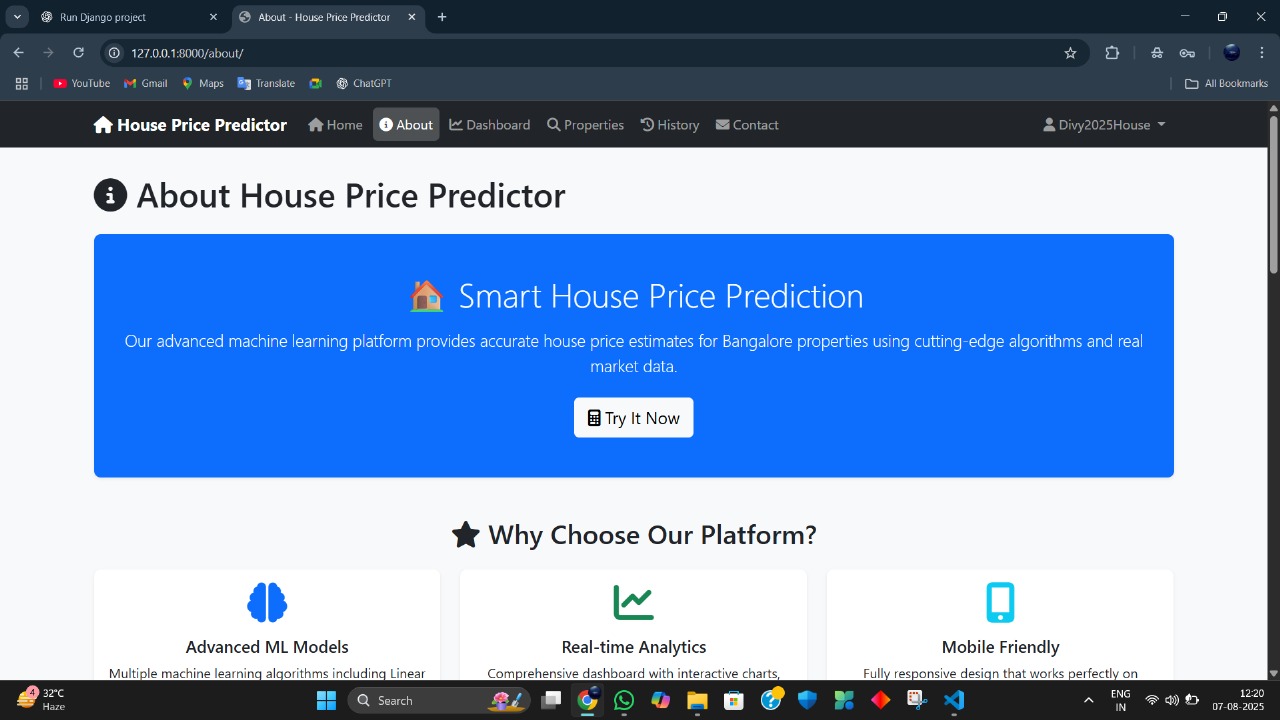 Run Django project
About - House Price Predictor
127.0.0.1:8000/about/
YouTube Gmail Maps Translate ChatGPT All Bookmarks
House Price Predictor Home About Dashboard Properties History Contact Divy2025House
About House Price Predictor
Smart House Price Prediction
Our advanced machine learning platform provides accurate house price estimates for Bangalore properties using cutting-edge algorithms and real
market data.
Try It Now
Why Choose Our Platform?
Advanced ML Models
Multiple machine learning algorithms including Linear
Real-time Analytics
Comprehensive dashboard with interactive charts,
Mobile Friendly
Fully responsive design that works perfectly on
4
32°C
Haze
Search
ENG
IN
12:20
07-08-2025